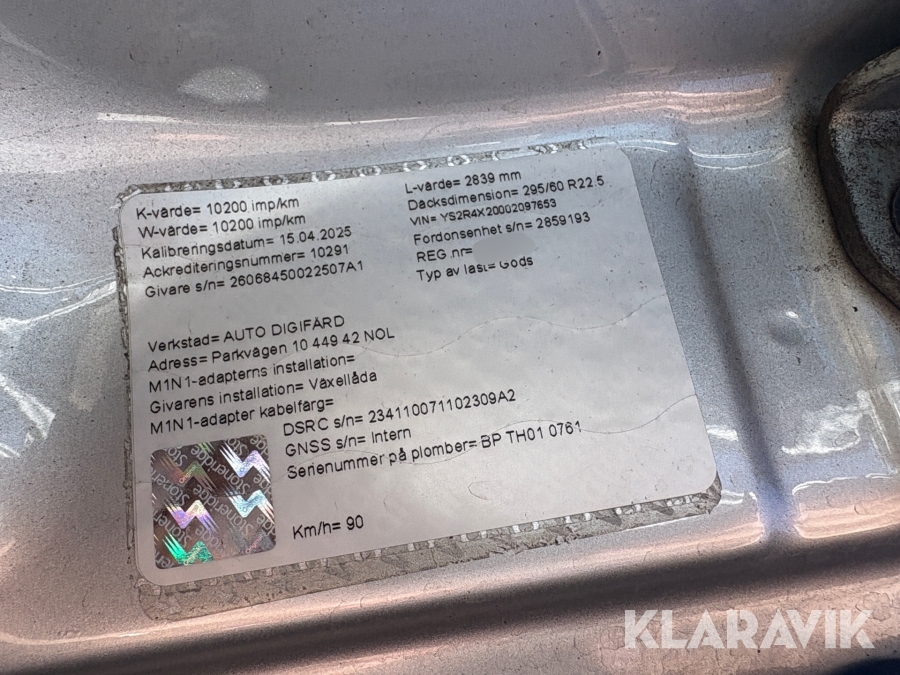 K-värde= 10200 imp/km
W-värde= 10200 imp/km
Kalibreringsdatum= 15.04.2025
Ackrediteringsnummer= 10291
Givare s/n= 26068450022507A1
L-värde= 2839 mm
Däcksdimension= 295/60 R22.5
VIN= YS2R4X20002097653
Fordonsenhet s/n= 2859193
REG.nr=
Typ av last= Gods
Verkstad= AUTO DIGIFÄRD
Adress= Parkvägen 10 449 42 NOL
M1N1-adapterns installation=
Givarens installation= Växellåda
M1N1-adapter kabelfärg=
DSRC s/n= 234110071102309A2
GNSS s/n= Intern
Serienummer på plomber= BP TH01 0761
Stoneridge
Km/h= 90
KLARAVIK